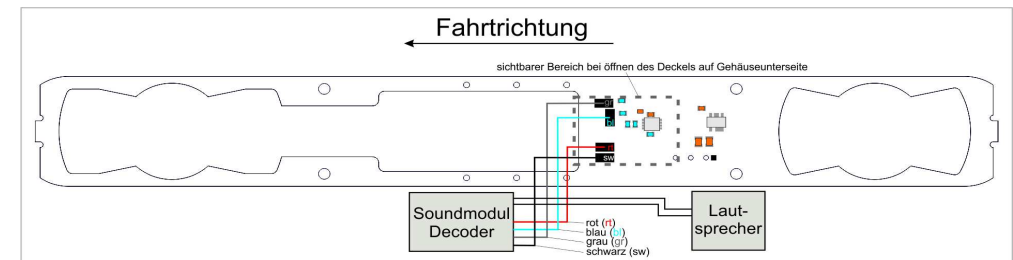 Fahrtrichtung
sichtbarer Bereich bei öffnen des Deckels auf Gehäuseunterseite
gr
bl
rt
sw
Soundmodul
Decoder
Laut-
sprecher
rot (rt)
blau (bl)
grau (gr)
schwarz (sw)